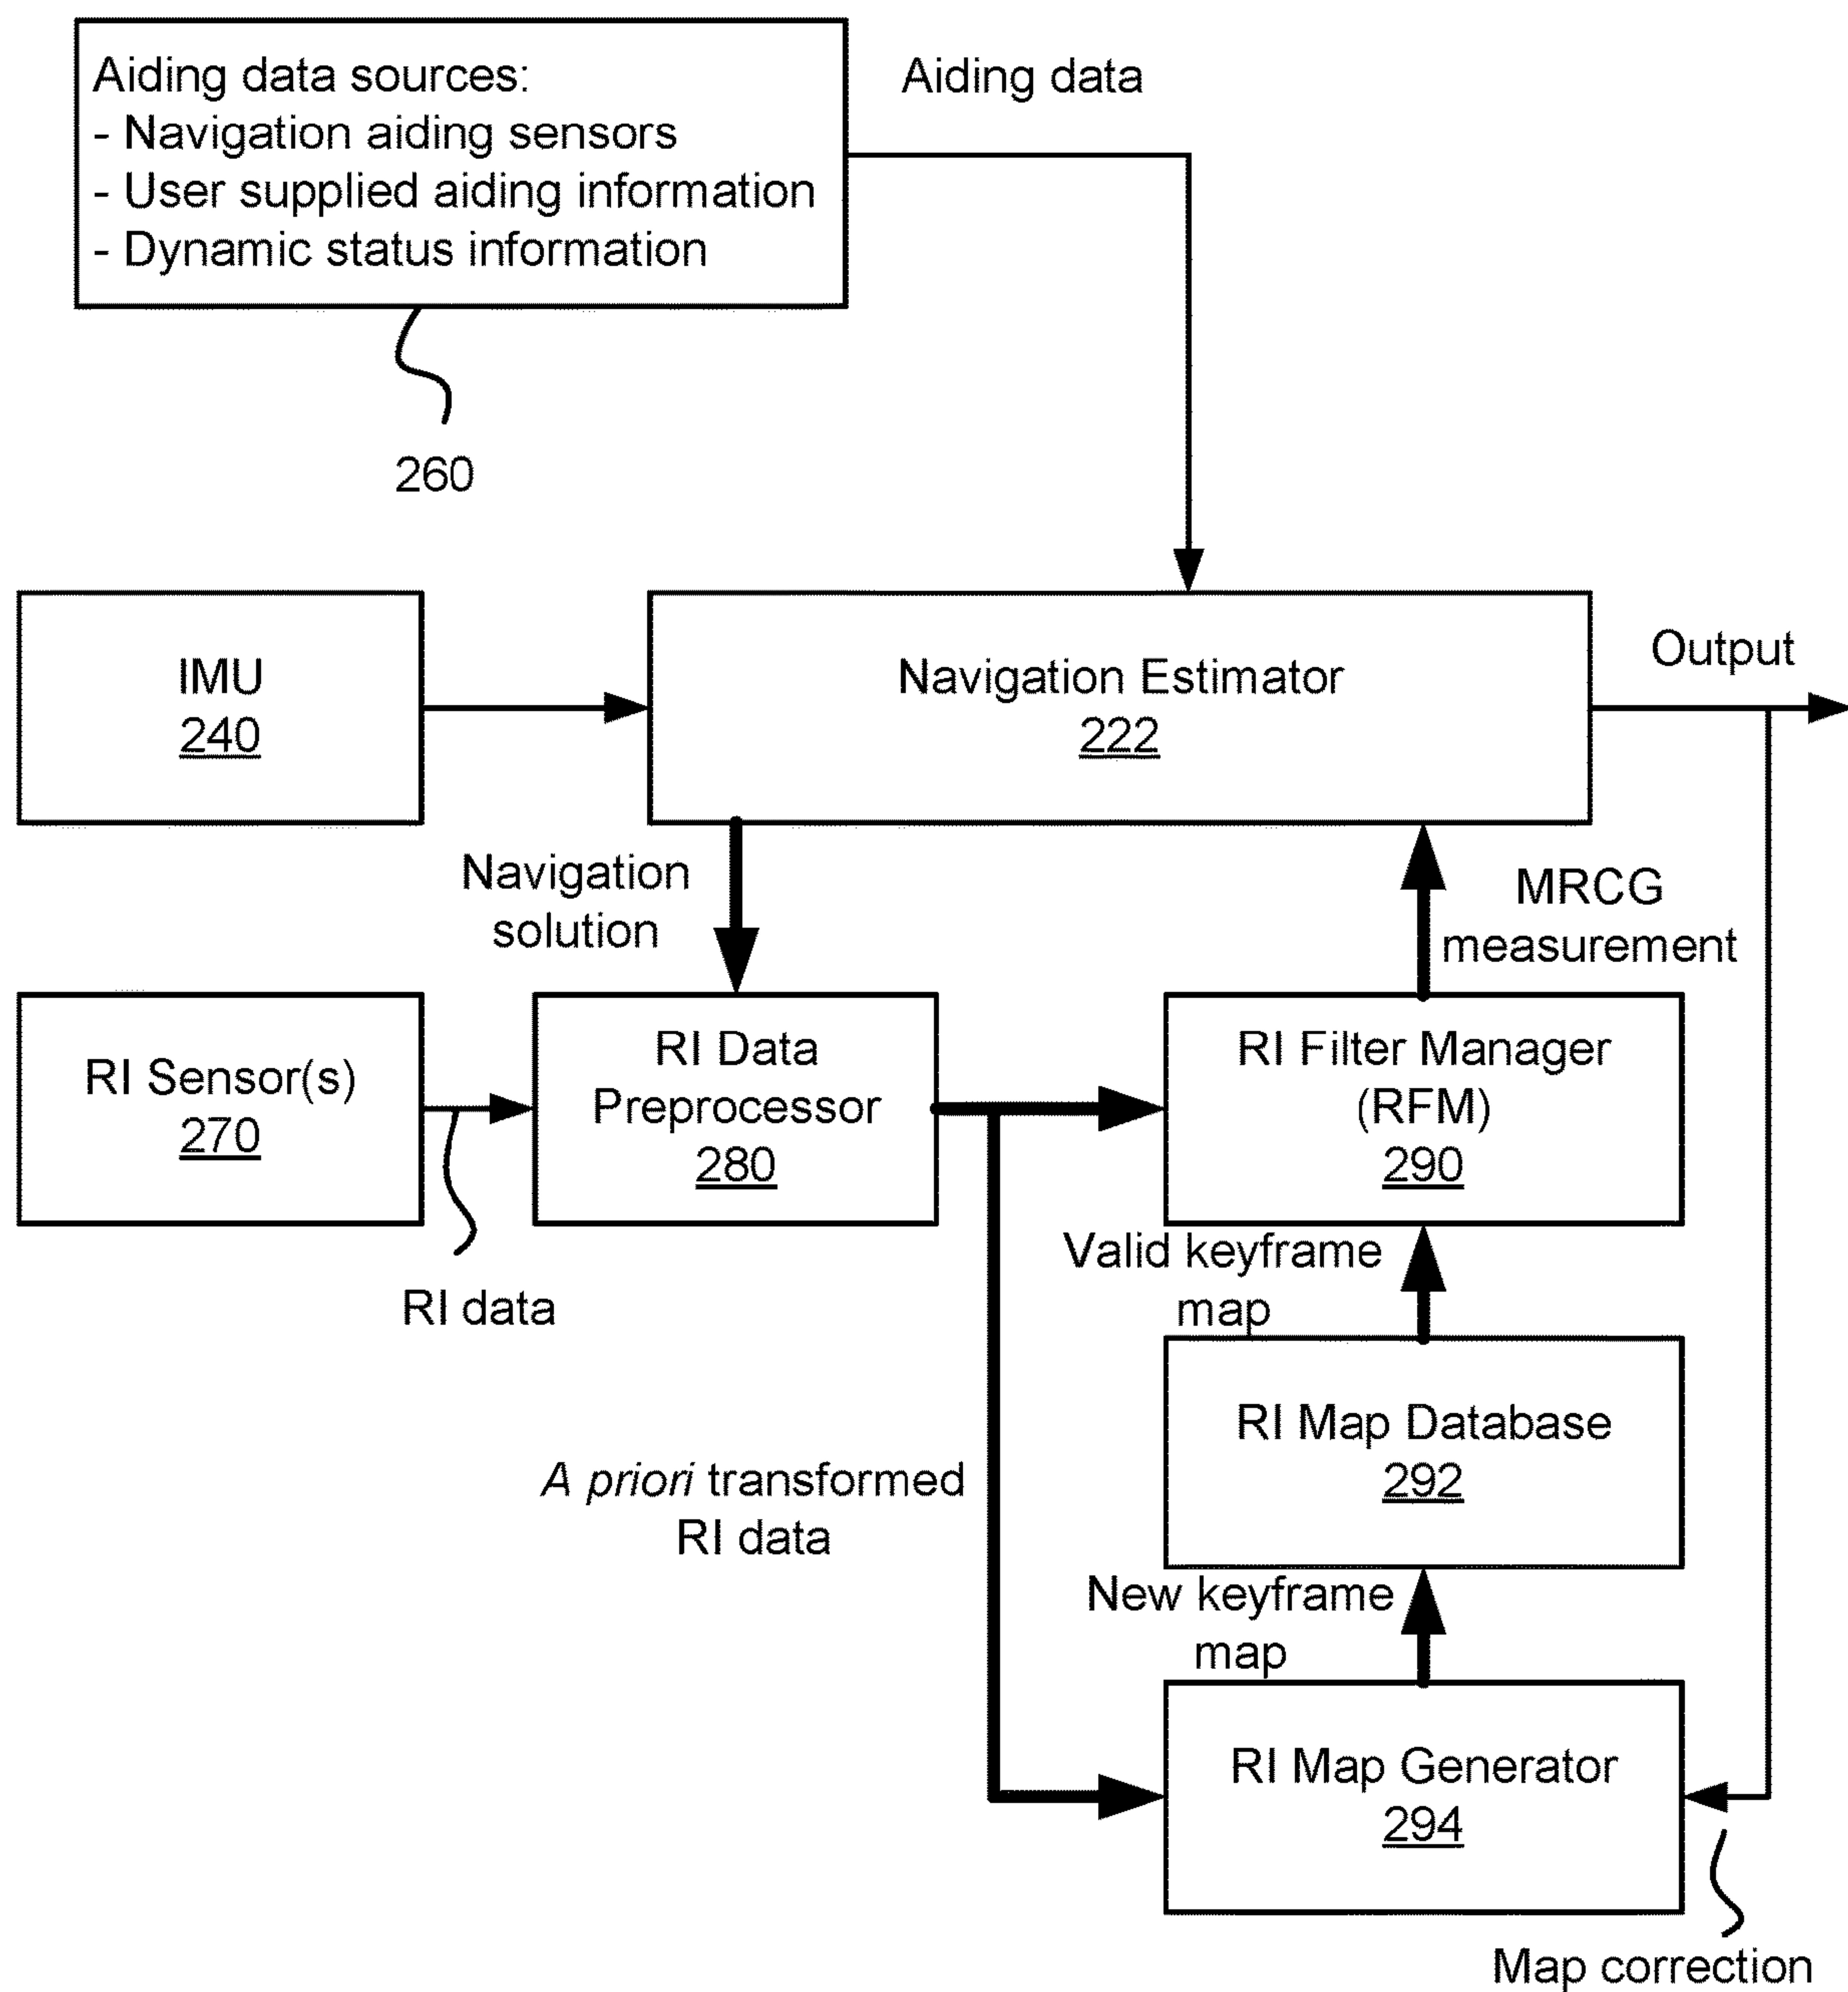 Aiding data sources:
- Navigation aiding sensors
- User supplied aiding information
- Dynamic status information
Aiding data
260
IMU
240
Navigation Estimator
222
Output
Navigation
solution
MRCG
measurement
RI Sensor(s)
270
RI data
RI Data
Preprocessor
280
RI Filter Manager
(RFM)
290
Valid keyframe
map
RI Map Database
292
A priori transformed
RI data
New keyframe
map
RI Map Generator
294
Map correction